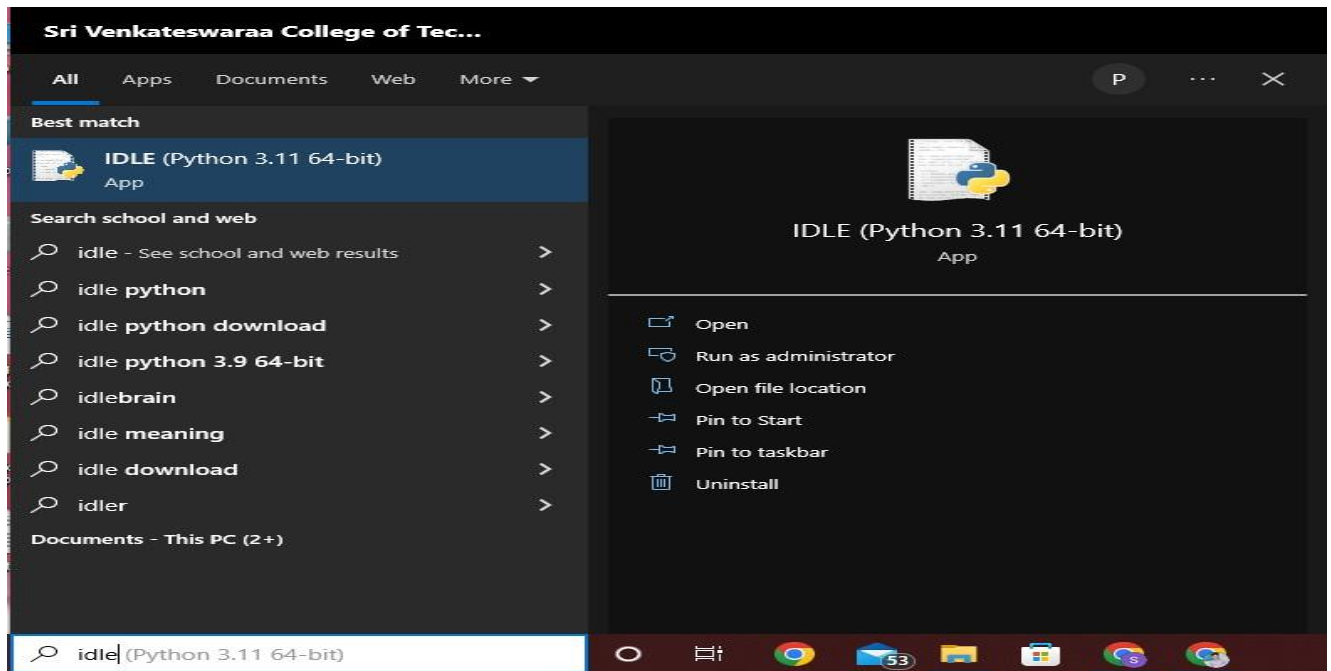 Sri Venkateswaraa College of Tec...
All Apps Documents Web More P ... 
Best match
IDLE (Python 3.11 64-bit)
App
Search school and web
idle - See school and web results
idle python
idle python download
idle python 3.9 64-bit
idlebrain
idle meaning
idle download
idler
Documents - This PC (2+)
IDLE (Python 3.11 64-bit)
App
Open
Run as administrator
Open file location
Pin to Start
Pin to taskbar
Uninstall
idle (Python 3.11 64-bit)
53 S